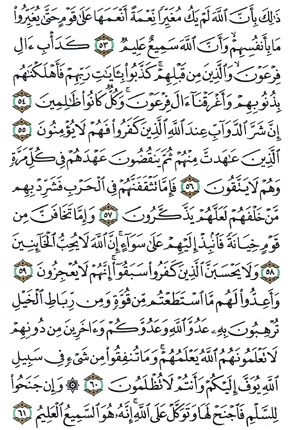 ذَٰلِكَ بِأَنَّ ٱللَّهَ لَمْ يَكُ مُغَيِّرًا نِّعْمَةً أَنْعَمَهَا عَلَىٰ قَوْمٍ حَتَّىٰ يُغَيِّرُوا۟
مَا بِأَنفُسِهِمْ ۙ وَأَنَّ ٱللَّهَ سَمِيعٌ عَلِيمٌ ٥٣ كَدَأْبِ ءَالِ
فِرْعَوْنَ ۙ وَٱلَّذِينَ مِن قَبْلِهِمْ ۚ كَذَّبُوا۟ بِـَٔايَـٰتِ رَبِّهِمْ فَأَهْلَكْنَـٰهُم
بِذُنُوبِهِمْ وَأَغْرَقْنَآ ءَالَ فِرْعَوْنَ ۚ وَكُلٌّ كَانُوا۟ ظَـٰلِمِينَ ٥٤
إِنَّ شَرَّ ٱلدَّوَآبِّ عِندَ ٱللَّهِ ٱلَّذِينَ كَفَرُوا۟ فَهُمْ لَا يُؤْمِنُونَ ٥٥
ٱلَّذِينَ عَـٰهَدتَّ مِنْهُمْ ثُمَّ يَنقُضُونَ عَهْدَهُمْ فِى كُلِّ مَرَّةٍ
وَهُمْ لَا يَتَّقُونَ ٥٦ فَإِمَّا تَثْقَفَنَّهُمْ فِى ٱلْحَرْبِ فَشَرِّدْ بِهِم
مَّنْ خَلْفَهُمْ لَعَلَّهُمْ يَذَّكَّرُونَ ٥٧ وَإِمَّا تَخَافَنَّ مِن
قَوْمٍ خِيَانَةً فَٱنۢبِذْ إِلَيْهِمْ عَلَىٰ سَوَآءٍ ۚ إِنَّ ٱللَّهَ لَا يُحِبُّ ٱلْخَآئِنِينَ
٥٨ وَلَا يَحْسَبَنَّ ٱلَّذِينَ كَفَرُوا۟ سَبَقُوٓا۟ ۚ إِنَّهُمْ لَا يُعْجِزُونَ ٥٩
وَأَعِدُّوا۟ لَهُم مَّا ٱسْتَطَعْتُم مِّن قُوَّةٍ وَمِن رِّبَاطِ ٱلْخَيْلِ
تُرْهِبُونَ بِهِۦ عَدُوَّ ٱللَّهِ وَعَدُوَّكُمْ وَءَاخَرِينَ مِن دُونِهِمْ
لَا تَعْلَمُونَهُمُ ٱللَّهُ يَعْلَمُهُمْ ۚ وَمَا تُنفِقُوا۟ مِن شَىْءٍ فِى سَبِيلِ
ٱللَّهِ يُوَفَّ إِلَيْكُمْ وَأَنتُمْ لَا تُظْلَمُونَ ٦٠ ۞ وَإِن جَنَحُوا۟
لِلسَّلْمِ فَٱجْنَحْ لَهَا وَتَوَكَّلْ عَلَى ٱللَّهِ ۚ إِنَّهُۥ هُوَ ٱلسَّمِيعُ ٱلْعَلِيمُ ٦١